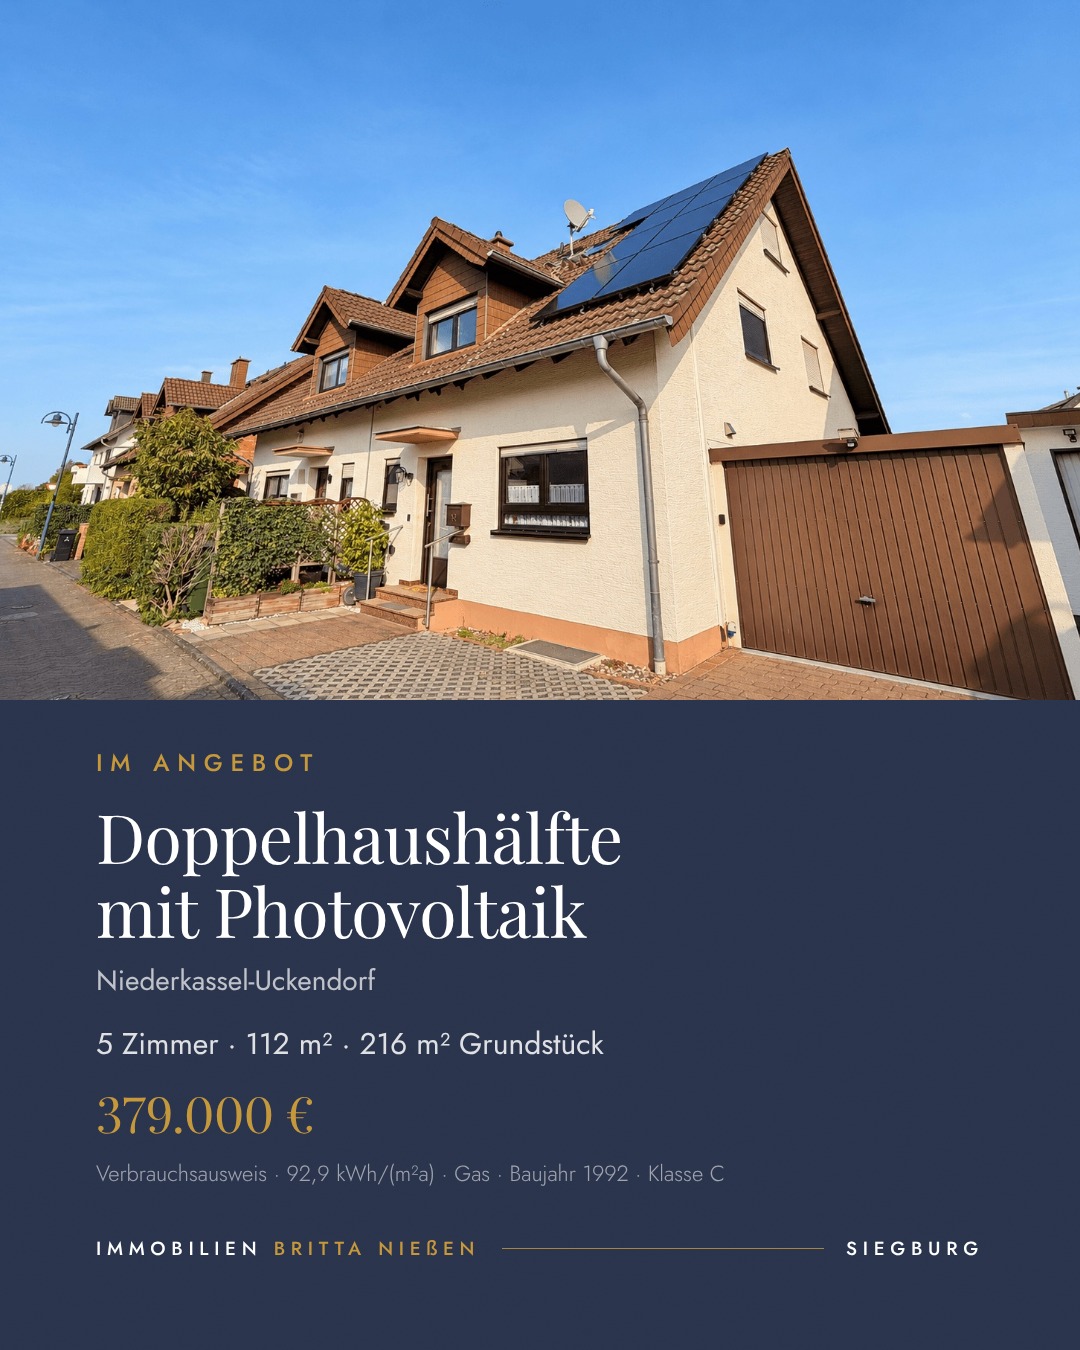 IM ANGEBOT
Doppelhaushälfte
mit Photovoltaik
Niederkassel-Uckendorf
5 Zimmer · 112 m² · 216 m² Grundstück
379.000 €
Verbrauchsausweis · 92,9 kWh/(m²a) · Gas · Baujahr 1992 · Klasse C
IMMOBILIEN BRITTA NIEßEN SIEGBURG